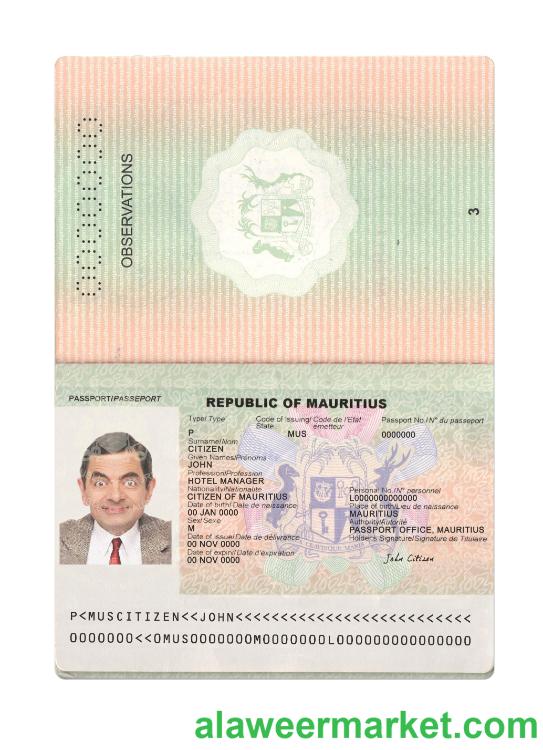 0000000
OBSERVATIONS
3
PASSPORT/PASSEPORT
REPUBLIC OF MAURITIUS
Type/ Type Code of Issuing/ Code de l'Etat Passport No./N° du passeport
State émetteur
P MUS 0000000
Surname/Nom
CITIZEN
Given Names/Prénoms
JOHN
Profession/Profession
HOTEL MANAGER
Nationality/Nationalité Personal No./N° personnel
CITIZEN OF MAURITIUS L0000000000000
Date of birth/Date de naissance Place of birth/Lieu de naissance
00 JAN 0000 MAURITIUS
Sex/Sexe Authority/Autorité
M PASSPORT OFFICE, MAURITIUS
Date of issue/Date de délivrance Holder's Signature/Signature de Titulaire
00 NOV 0000
Date of expiry/Date d'expiration
00 NOV 0000 John Citizen
P<MUSCITIZEN<<JOHN<<<<<<<<<<<<<<<<<<<<<<<<<<
0000000<<0MUS0000000M0000000L000000000000000
alaweermarket.com